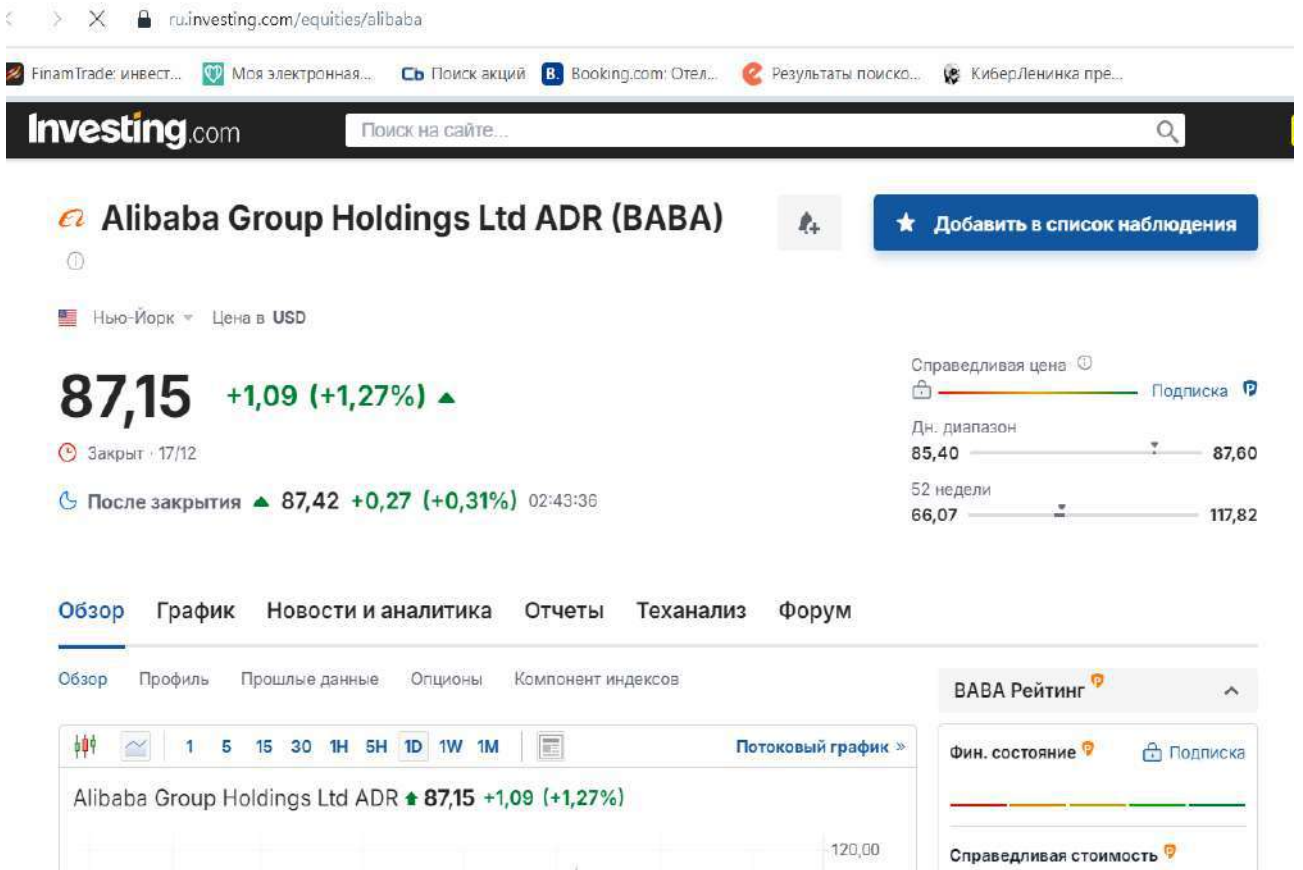 ru.investing.com/equities/alibaba
FinamTrade: инвест... Моя электронная... Сь Поиск акций B. Booking.com: Отел... Результаты поиско... КиберЛенинка пре...
Investing.com Поиск на сайте...
Alibaba Group Holdings Ltd ADR (BABA) Добавить в список наблюдения
Нью-Йорк Цена в USD
87,15 +1,09 (+1,27%)
Закрыт · 17/12
После закрытия 87,42 +0,27 (+0,31%) 02:43:36
Справедливая цена
Подписка
Дн. диапазон
85,40 87,60
52 недели
66,07 117,82
Обзор График Новости и аналитика Отчеты Теханализ Форум
Обзор Профиль Прошлые данные Опционы Компонент индексов
1 5 15 30 1H 5H 1D 1W 1M Потоковый график »
Alibaba Group Holdings Ltd ADR 87,15 +1,09 (+1,27%)
120,00
BABA Рейтинг
Фин. состояние Подписка
Справедливая стоимость